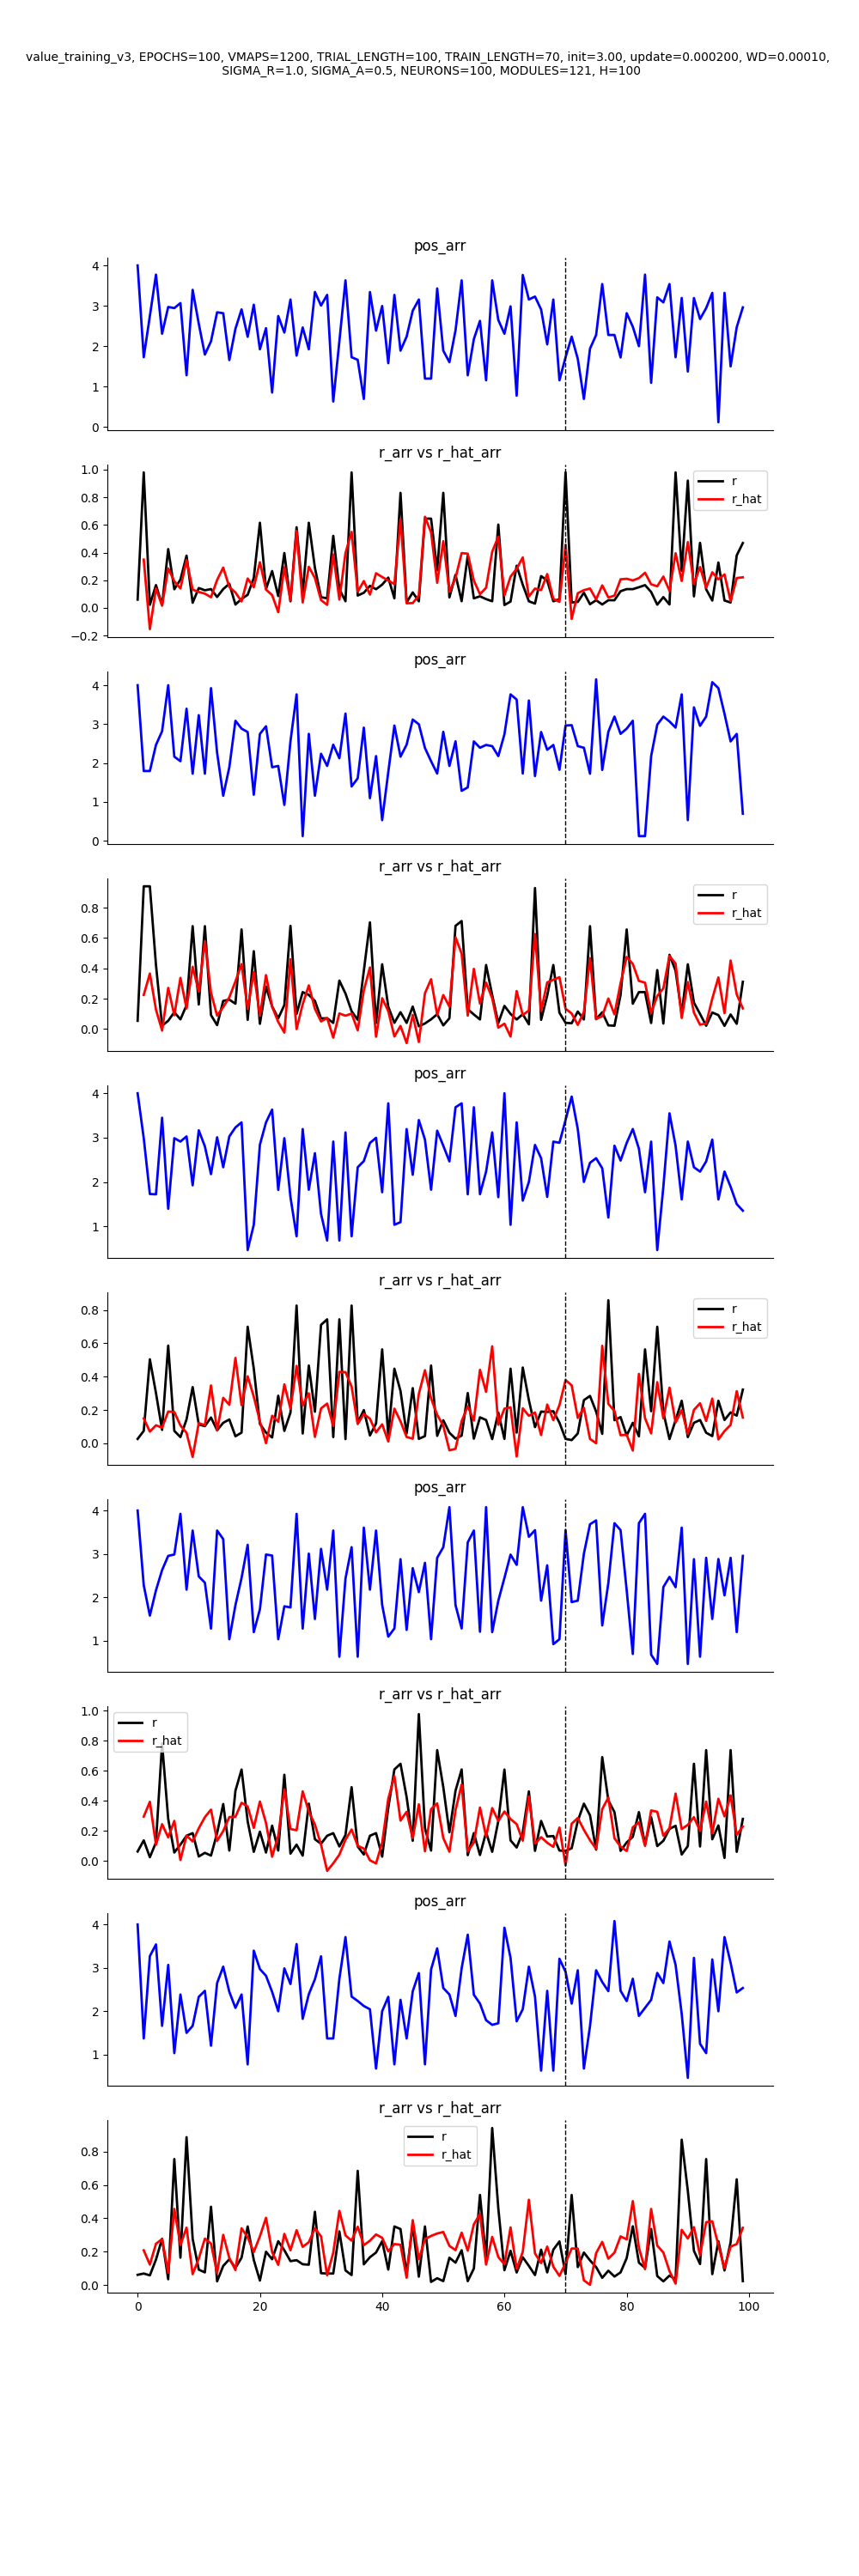 value_training_v3, EPOCHS=100, VMAPS=1200, TRIAL_LENGTH=100, TRAIN_LENGTH=70, init=3.00, update=0.000200, WD=0.00010,
SIGMA_R=1.0, SIGMA_A=0.5, NEURONS=100, MODULES=121, H=100
pos_arr
4
3
2
1
0
r_arr vs r_hat_arr
1.0
0.8
0.6
0.4
0.2
0.0
−0.2
r
r_hat
pos_arr
4
3
2
1
0
r_arr vs r_hat_arr
0.8
0.6
0.4
0.2
0.0
r
r_hat
pos_arr
4
3
2
1
r_arr vs r_hat_arr
0.8
0.6
0.4
0.2
0.0
r
r_hat
pos_arr
4
3
2
1
r_arr vs r_hat_arr
1.0
0.8
0.6
0.4
0.2
0.0
r
r_hat
pos_arr
4
3
2
1
r_arr vs r_hat_arr
0.8
0.6
0.4
0.2
0.0
r
r_hat
0 20 40 60 80 100